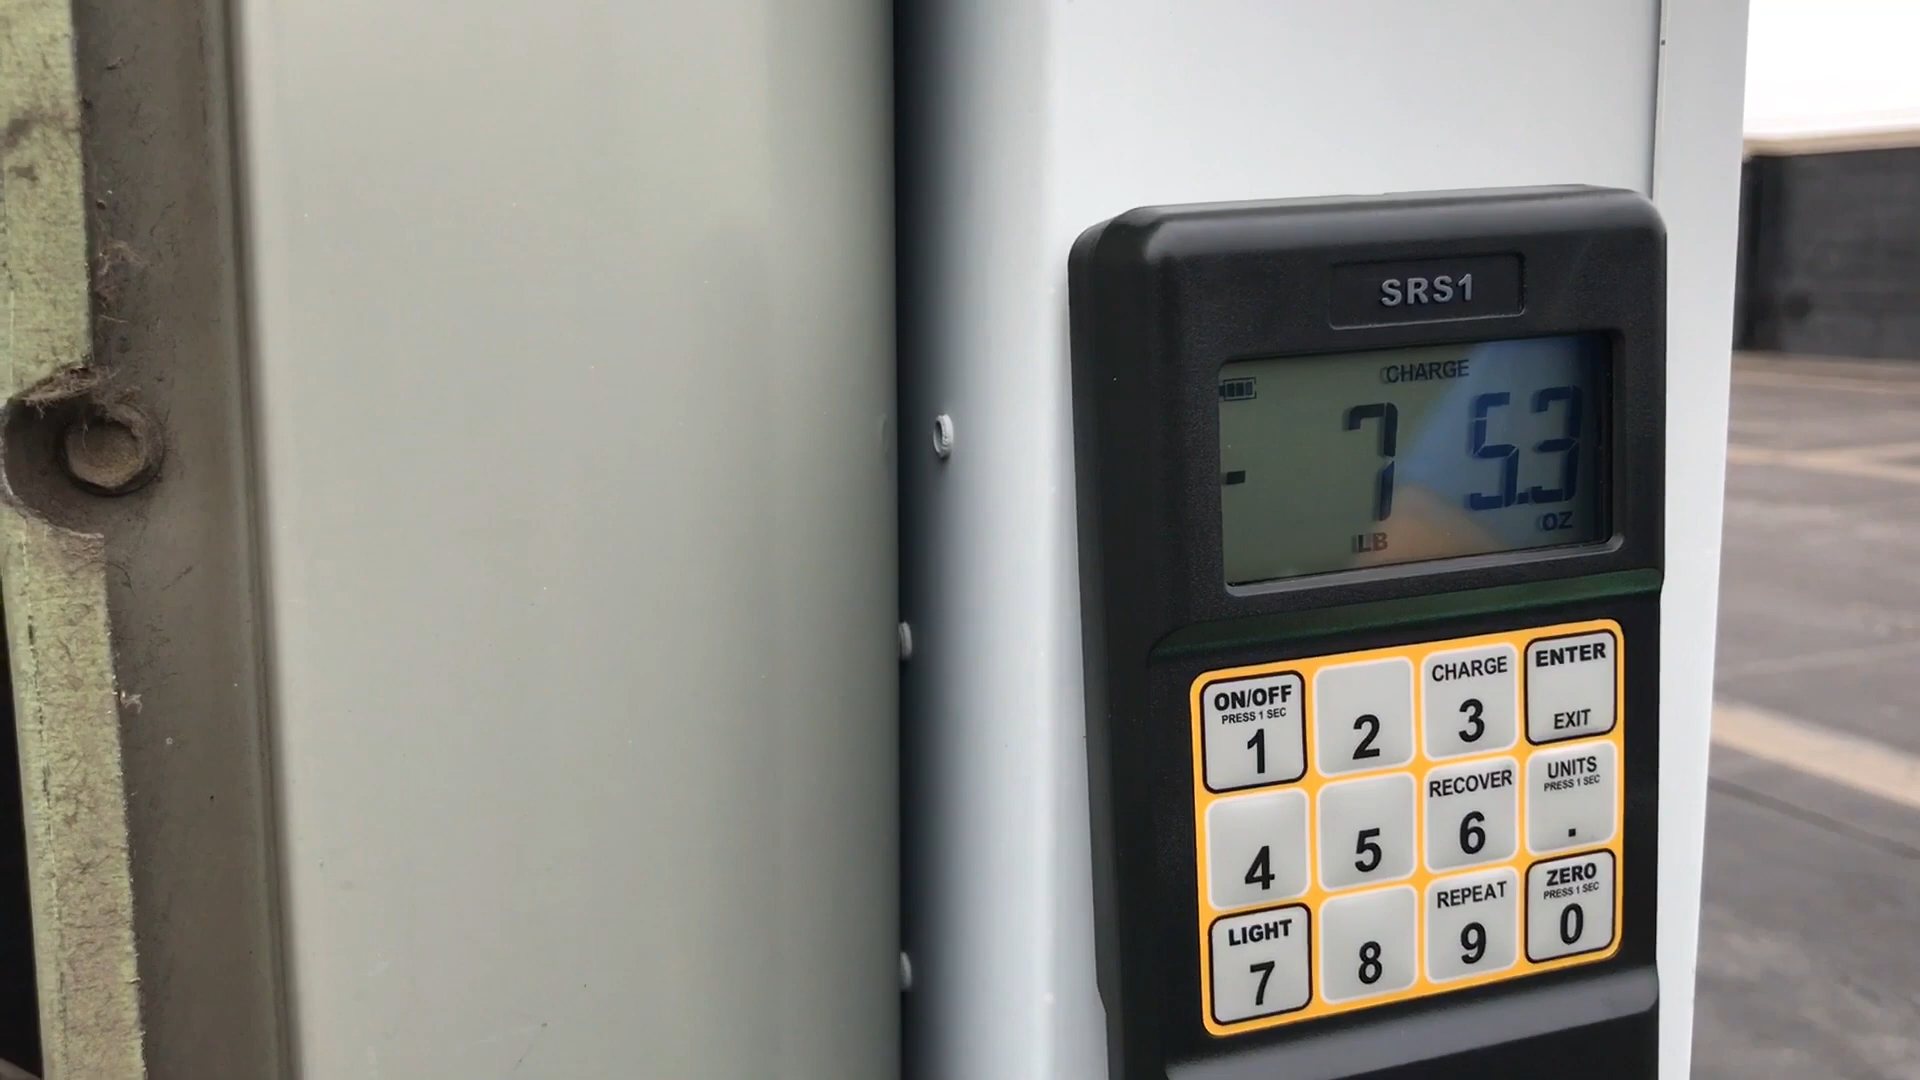 SRS1
CHARGE
- 7 5.3
OZ
LB
ON/OFF
PRESS 1 SEC
1
2
CHARGE
3
ENTER
EXIT
4
5
RECOVER
6
UNITS
PRESS 1 SEC
.
LIGHT
7
8
REPEAT
9
ZERO
PRESS 1 SEC
0